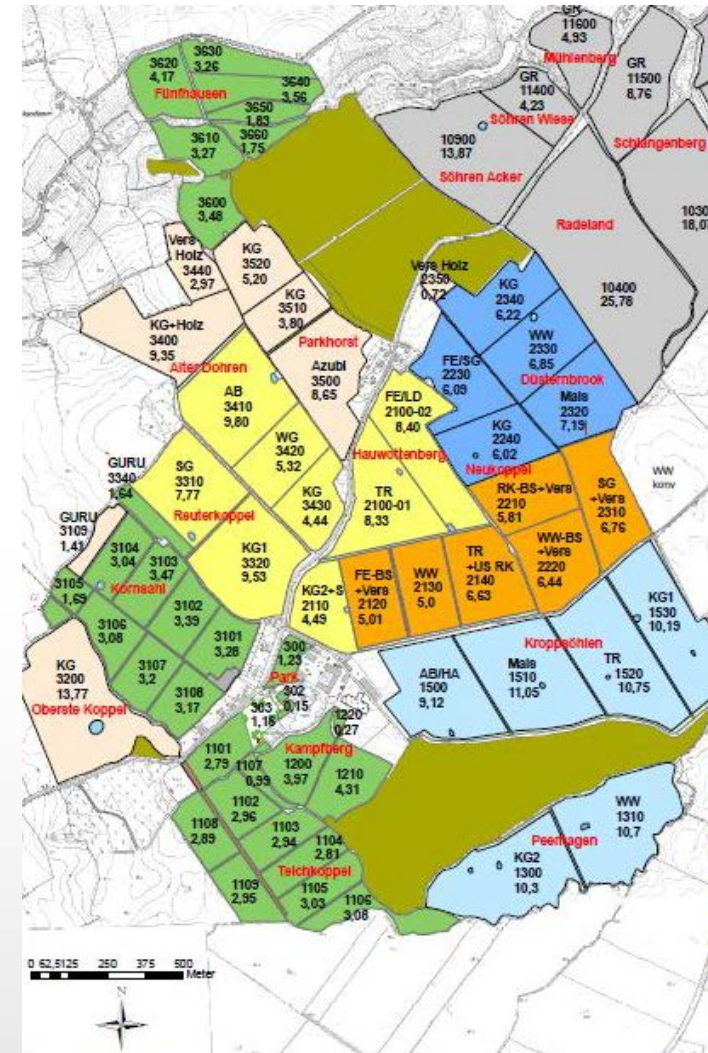 GR
11600
4,93
Mühlenberg
GR
11500
8,76
GR
11400
4,23
Söhren Wiese
Schlangenberg
10900
13,87
Söhren Acker
Radeland
10400
25,78
3620
4,17
3630
3,26
Fünfhausen
3640
3,56
3650
1,83
3610
3,27
3660
1,75
3600
3,48
Vers
Holz
3440
2,97
KG
3520
5,20
KG
3510
3,80
KG+Holz
3400
9,35
Alter Dohren
Parkhorst
Azubi
3500
8,65
Vers Holz
2350
0,72
KG
2340
6,22
WW
2330
6,85
FE/SG
2230
6,09
Düsternbrook
Mais
2320
7,19
KG
2240
6,02
Neukoppel
AB
3410
9,80
WG
3420
5,32
FE/LD
2100-02
8,40
Hauwottenberg
TR
2100-01
8,33
GURU
3340
1,64
SG
3310
7,77
KG
3430
4,44
Reuterkoppel
KG1
3320
9,53
RK-BS+Vers
2210
5,81
SG
+Vers
2310
6,76
WW
konv
WW-BS
+Vers
2220
6,44
TR
+US RK
2140
6,63
WW
2130
5,0
FE-BS
+Vers
2120
5,01
KG2+S
2110
4,49
GURU
3109
1,41
3104
3,04
3103
3,47
3105
1,69
Kornsahl
3102
3,39
3106
3,08
3101
3,28
3107
3,2
3108
3,17
KG
3200
13,77
Oberste Koppel
300
1,23
Park
302
0,15
303
1,16
1220
0,27
Kampfberg
KG1
1530
10,19
Kroppsöhlen
TR
1520
10,75
Mais
1510
11,05
AB/HA
1500
9,12
1101
2,79
1107
0,99
1200
3,97
1210
4,31
1102
2,96
1108
2,89
1103
2,94
1104
2,81
Teichkoppel
1109
2,95
1105
3,03
1106
3,08
WW
1310
10,7
Peerhagen
KG2
1300
10,3
0 62,5125 250 375 500
Meter
N